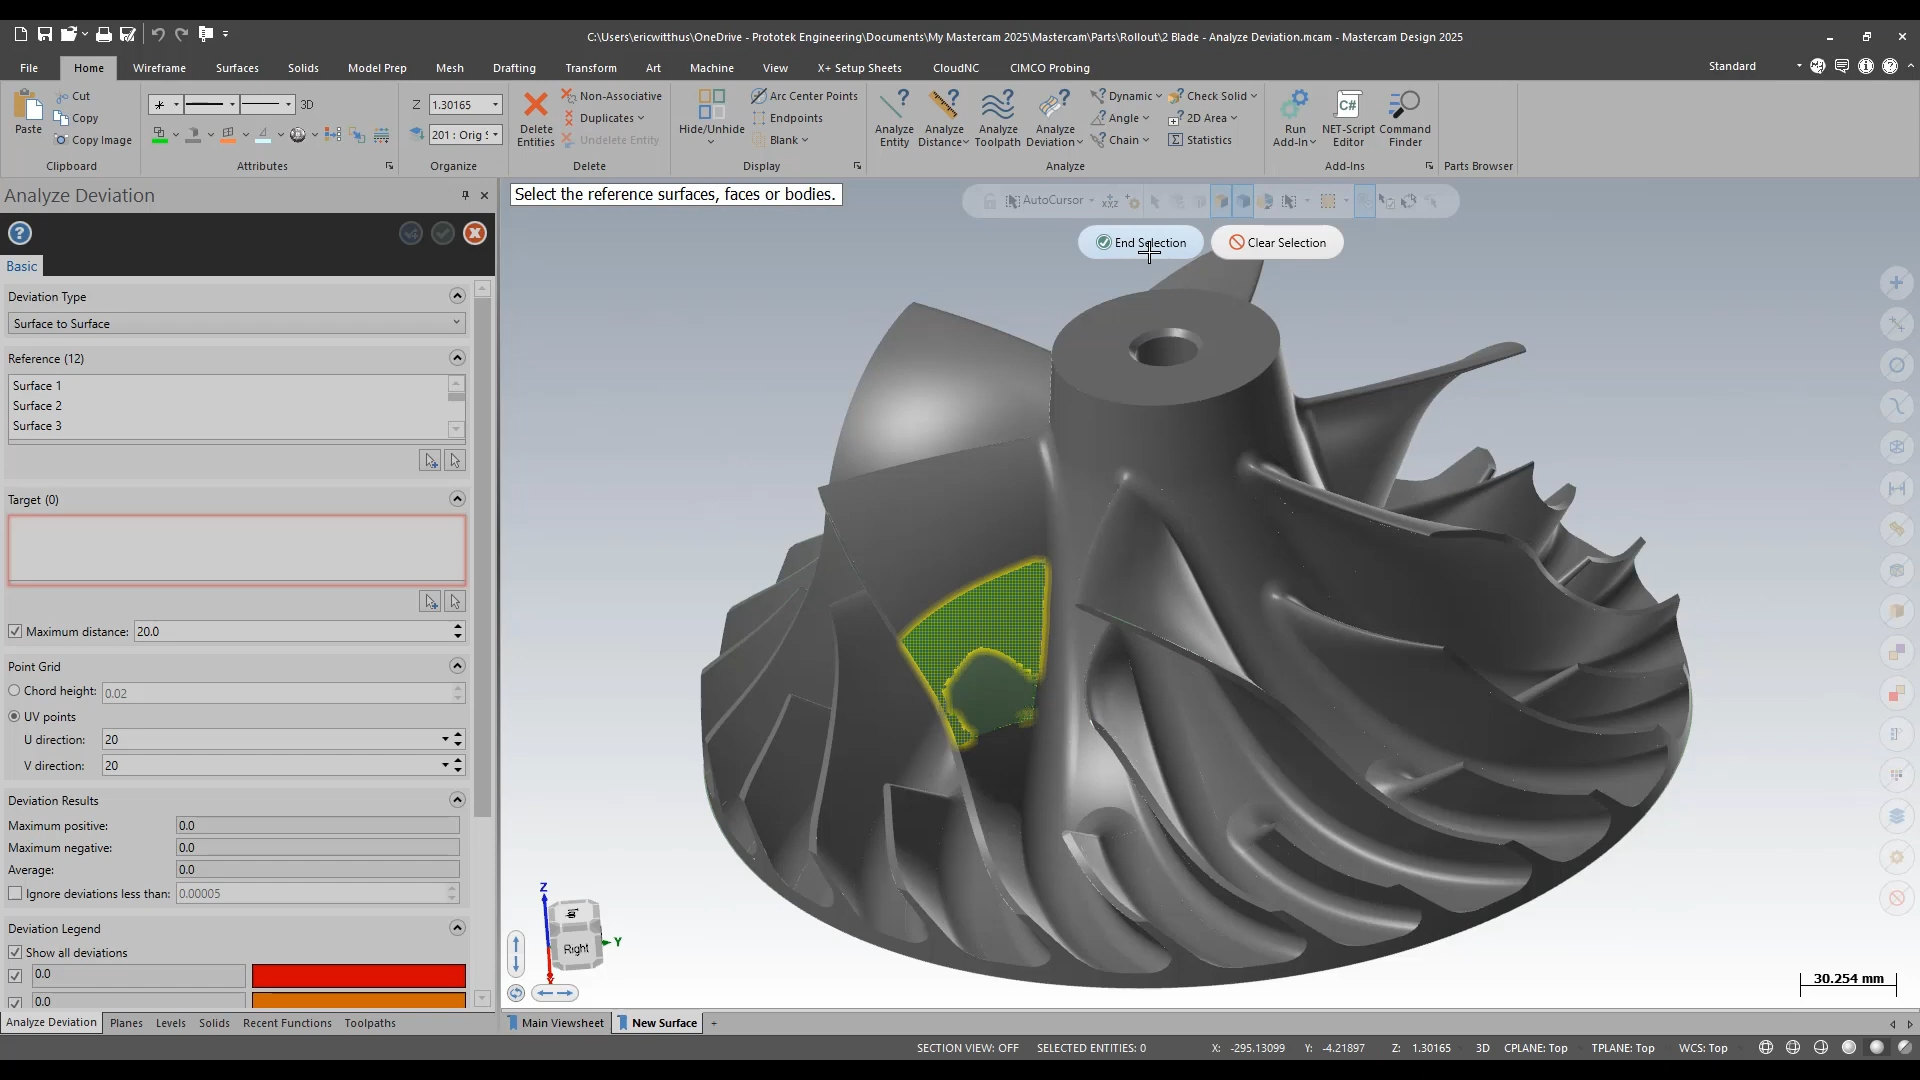 C:\Users\ericwitthus\OneDrive - Prototek Engineering\Documents\My Mastercam 2025\Mastercam\Parts\Rollout\2 Blade - Analyze Deviation.mcam - Mastercam Design 2025
File Home Wireframe Surfaces Solids Model Prep Mesh Drafting Transform Art Machine View X+ Setup Sheets CloudNC CIMCO Probing Standard
Paste
Cut
Copy
Copy Image
Clipboard
3D
Attributes
Z 1.30165
201 : Orig S
Organize
Delete Entities
Non-Associative
Duplicates
Undelete Entity
Delete
Hide/Unhide
Arc Center Points
Endpoints
Blank
Display
Analyze Entity
Analyze Distance
Analyze Toolpath
Analyze Deviation
Dynamic
Angle
Chain
Check Solid
2D Area
Statistics
Analyze
Run Add-In
C#
NET-Script Editor
Command Finder
Add-Ins
Parts Browser
Analyze Deviation
Basic
Deviation Type
Surface to Surface
Reference (12)
Surface 1
Surface 2
Surface 3
Target (0)
Maximum distance: 20.0
Point Grid
Chord height: 0.02
UV points
U direction: 20
V direction: 20
Deviation Results
Maximum positive: 0.0
Maximum negative: 0.0
Average: 0.0
Ignore deviations less than: 0.00005
Deviation Legend
Show all deviations
0.0
0.0
Analyze Deviation Planes Levels Solids Recent Functions Toolpaths
Select the reference surfaces, faces or bodies.
AutoCursor
End Selection
Clear Selection
Z
Right
Y
30.254 mm
Main Viewsheet New Surface +
SECTION VIEW: OFF SELECTED ENTITIES: 0 X: -295.13099 Y: -4.21897 Z: 1.30165 3D CPLANE: Top TPLANE: Top WCS: Top